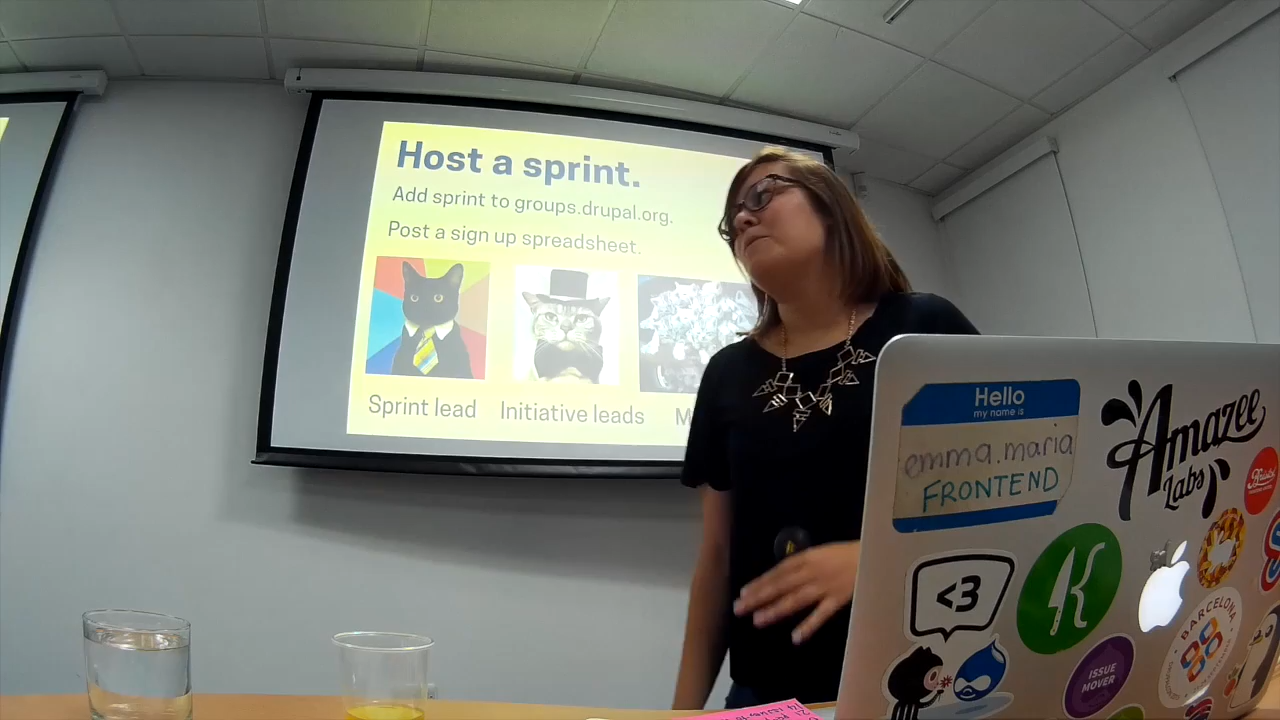 Host a sprint.
Add sprint to groups.drupal.org.
Post a sign up spreadsheet.
Sprint lead
Initiative leads
M
Hello
my name is
emma.maria
FRONTEND
Amazee
Labs
<3
ISSUE
MOVER
BARCELONA